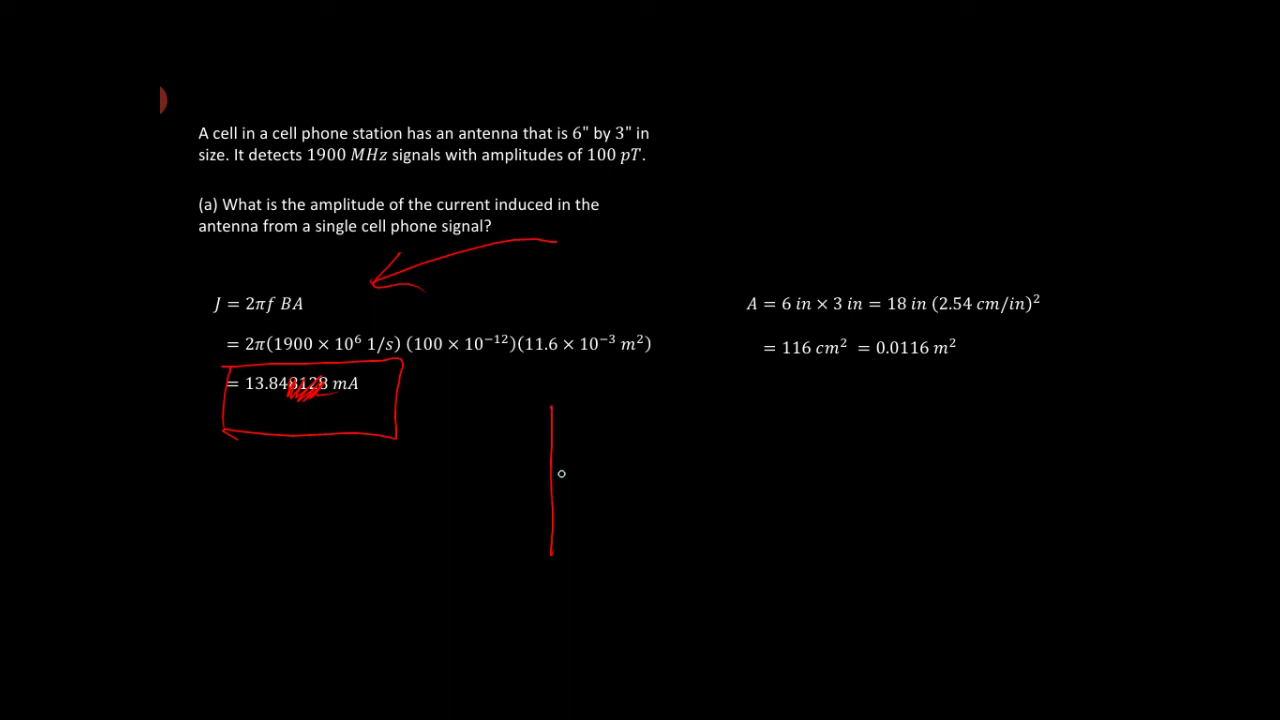 A cell in a cell phone station has an antenna that is 6" by 3" in
size. It detects 1900 MHz signals with amplitudes of 100 pT.
(a) What is the amplitude of the current induced in the
antenna from a single cell phone signal?
J = 2πf BA
= 2π(1900 × 10⁶ 1/s) (100 × 10⁻¹²)(11.6 × 10⁻³ m²)
= 13.848128 mA
A = 6 in × 3 in = 18 in (2.54 cm/in)²
= 116 cm² = 0.0116 m²